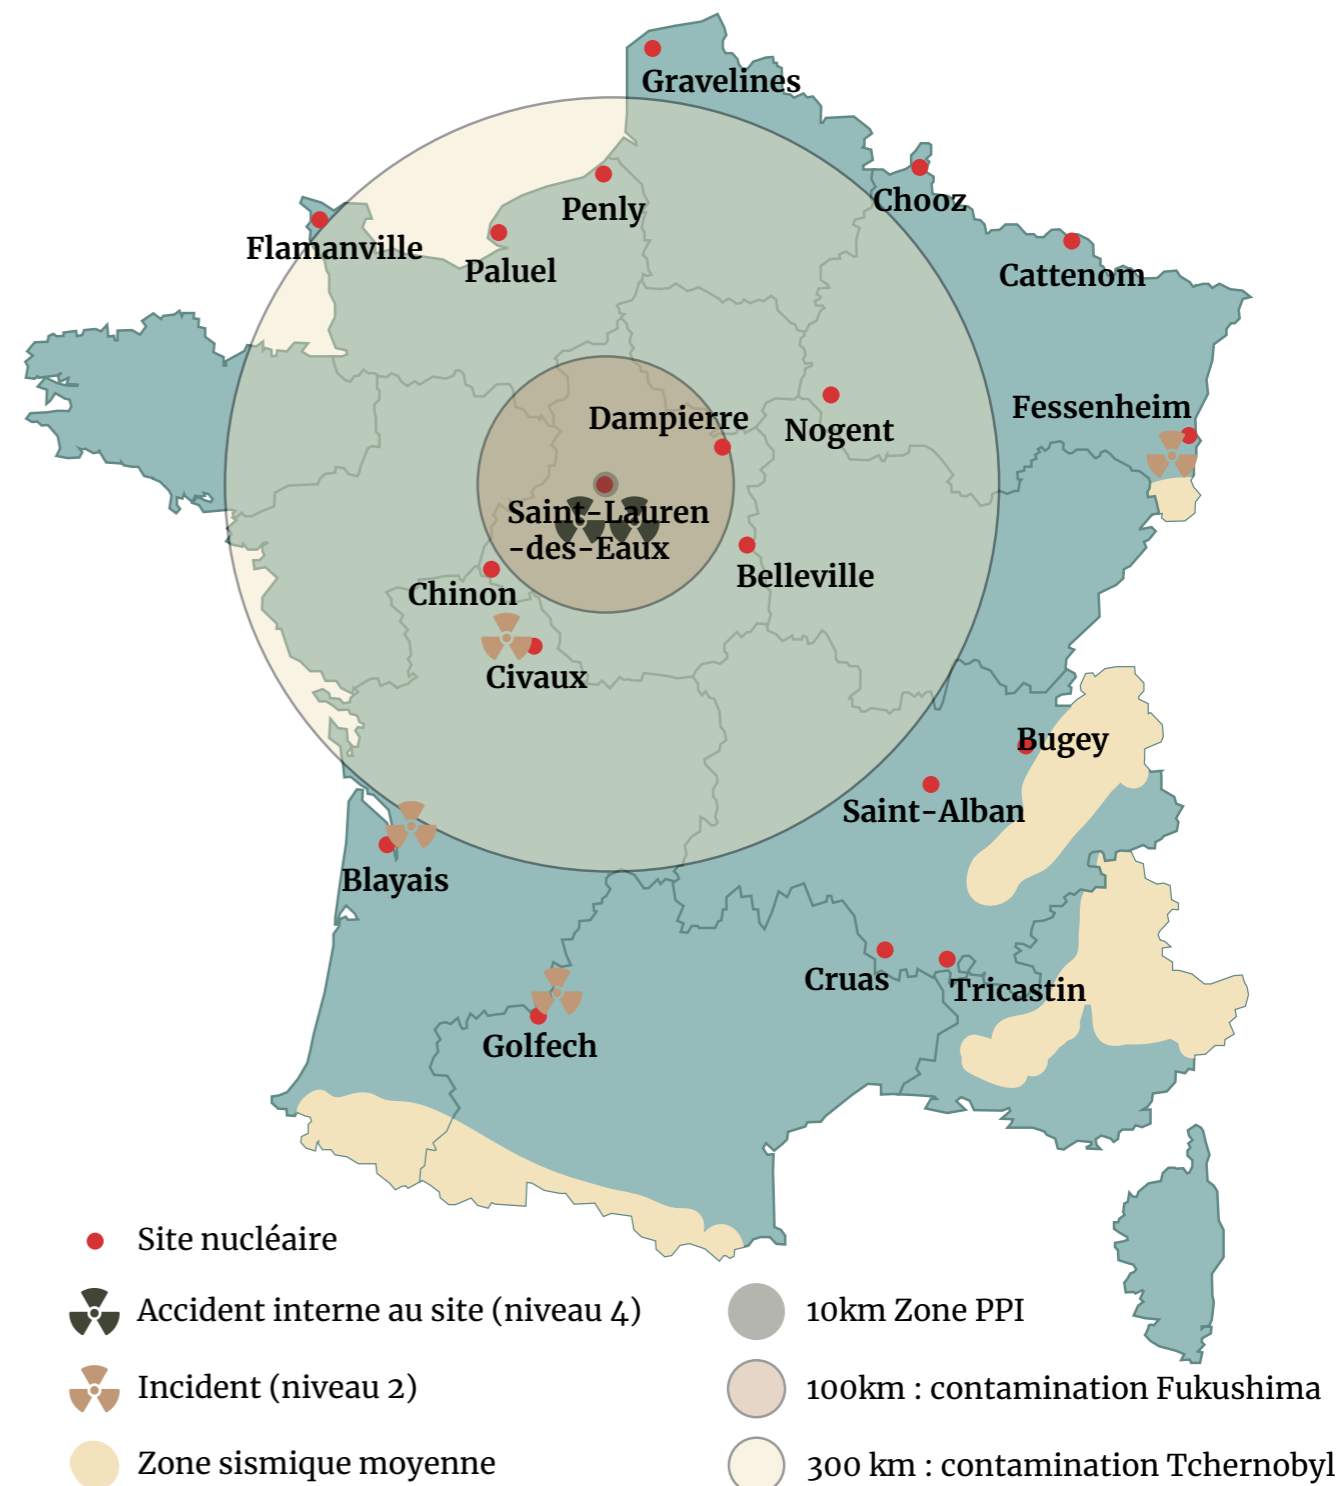 Gravelines
Chooz
Penly
Flamanville
Paluel
Cattenom
Fessenheim
Dampierre
Nogent
Saint-Lauren
-des-Eaux
Belleville
Chinon
Civaux
Bugey
Saint-Alban
Blayais
Cruas
Tricastin
Golfech
Site nucléaire
Accident interne au site (niveau 4)
Incident (niveau 2)
Zone sismique moyenne
10km Zone PPI
100km : contamination Fukushima
300 km : contamination Tchernobyl